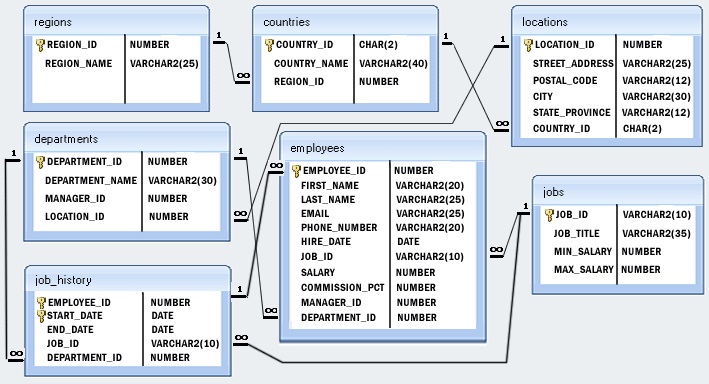 regions
REGION_ID NUMBER
REGION_NAME VARCHAR2(25)
countries
COUNTRY_ID CHAR(2)
COUNTRY_NAME VARCHAR2(40)
REGION_ID NUMBER
locations
LOCATION_ID NUMBER
STREET_ADDRESS VARCHAR2(25)
POSTAL_CODE VARCHAR2(12)
CITY VARCHAR2(30)
STATE_PROVINCE VARCHAR2(12)
COUNTRY_ID CHAR(2)
1
∞
1
∞
1
∞
departments
DEPARTMENT_ID NUMBER
DEPARTMENT_NAME VARCHAR2(30)
MANAGER_ID NUMBER
LOCATION_ID NUMBER
1
∞
1
∞
employees
EMPLOYEE_ID NUMBER
FIRST_NAME VARCHAR2(20)
LAST_NAME VARCHAR2(25)
EMAIL VARCHAR2(25)
PHONE_NUMBER VARCHAR2(20)
HIRE_DATE DATE
JOB_ID VARCHAR2(10)
SALARY NUMBER
COMMISSION_PCT NUMBER
MANAGER_ID NUMBER
DEPARTMENT_ID NUMBER
∞
1
∞
1
jobs
JOB_ID VARCHAR2(10)
JOB_TITLE VARCHAR2(35)
MIN_SALARY NUMBER
MAX_SALARY NUMBER
job_history
EMPLOYEE_ID NUMBER
START_DATE DATE
END_DATE DATE
JOB_ID VARCHAR2(10)
DEPARTMENT_ID NUMBER
∞